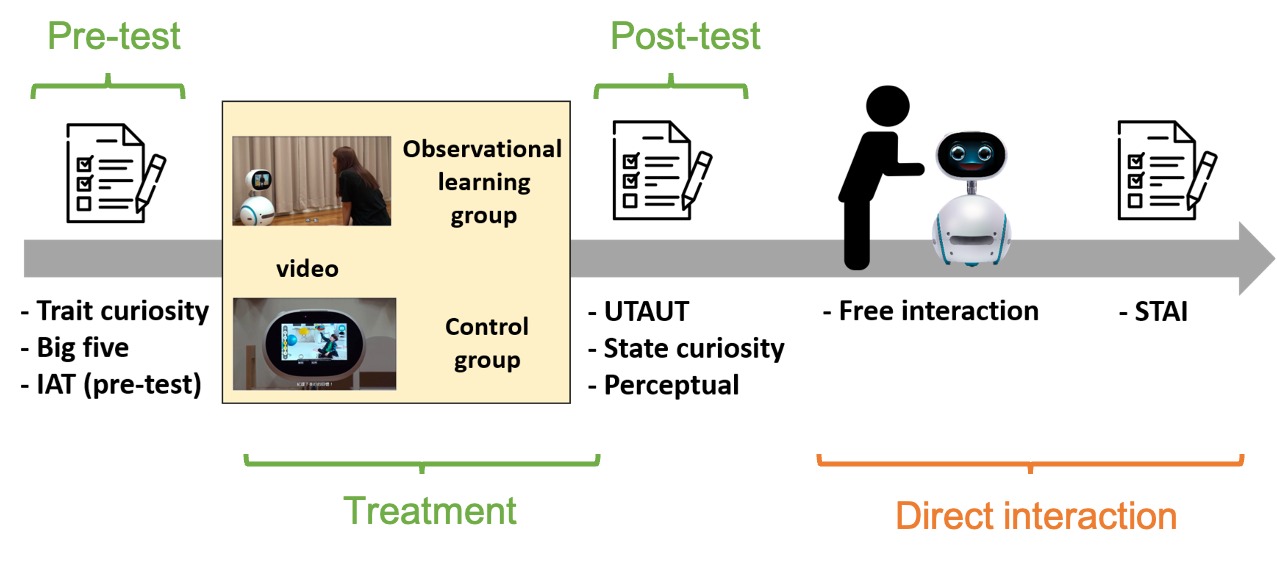 Pre-test
Post-test
Observational
learning
group
video
Control
group
- Trait curiosity
- Big five
- IAT (pre-test)
- UTAUT
- State curiosity
- Perceptual
- Free interaction
- STAI
Treatment
Direct interaction